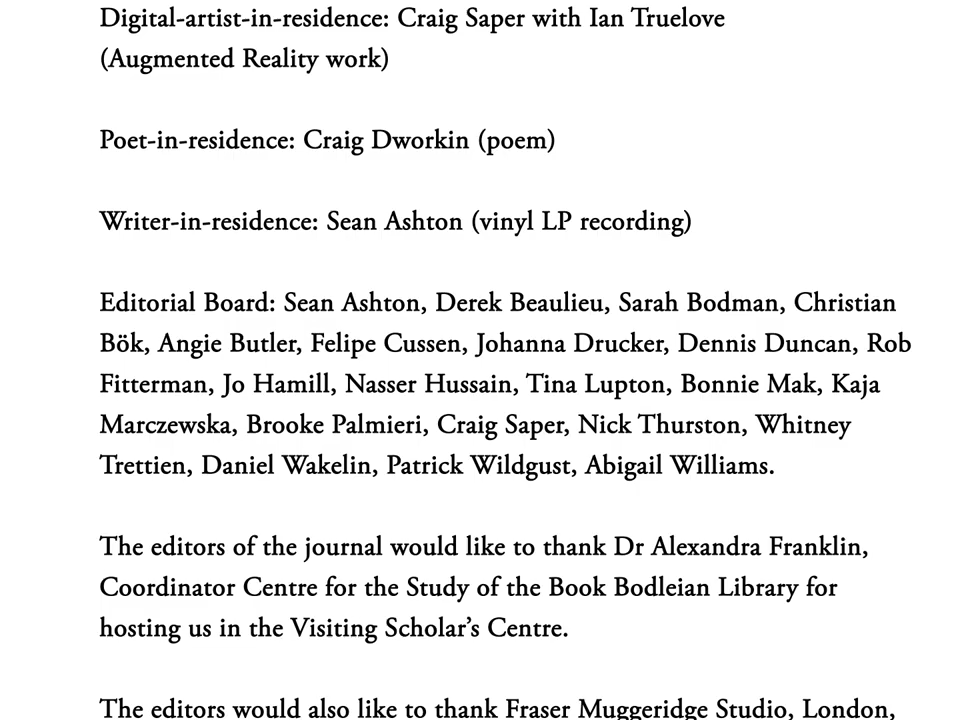 Digital-artist-in-residence: Craig Saper with Ian Truelove
(Augmented Reality work)
Poet-in-residence: Craig Dworkin (poem)
Writer-in-residence: Sean Ashton (vinyl LP recording)
Editorial Board: Sean Ashton, Derek Beaulieu, Sarah Bodman, Christian
Bök, Angie Butler, Felipe Cussen, Johanna Drucker, Dennis Duncan, Rob
Fitterman, Jo Hamill, Nasser Hussain, Tina Lupton, Bonnie Mak, Kaja
Marczewska, Brooke Palmieri, Craig Saper, Nick Thurston, Whitney
Trettien, Daniel Wakelin, Patrick Wildgust, Abigail Williams.
The editors of the journal would like to thank Dr Alexandra Franklin,
Coordinator Centre for the Study of the Book Bodleian Library for
hosting us in the Visiting Scholar’s Centre.
The editors would also like to thank Fraser Muggeridge Studio, London,